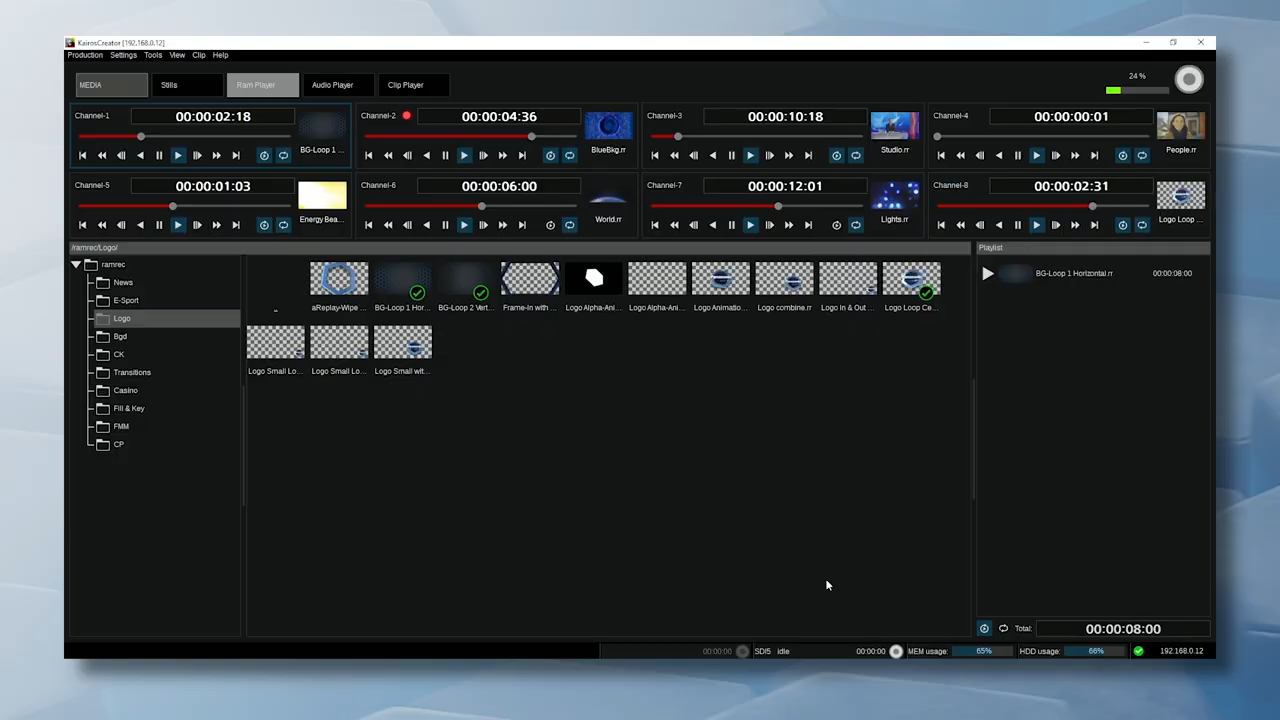 KairosCreator [192.168.0.12]
Production Settings Tools View Clip Help
MEDIA Stills Ram Player Audio Player Clip Player
24 %
Channel-1 00:00:02:18 BG-Loop 1 ...
Channel-2 00:00:04:36 BlueBkg.rr
Channel-3 00:00:10:18 Studio.rr
Channel-4 00:00:00:01 People.rr
Channel-5 00:00:01:03 Energy Bea...
Channel-6 00:00:06:00 World.rr
Channel-7 00:00:12:01 Lights.rr
Channel-8 00:00:02:31 Logo Loop ...
/ramrec/Logo/
ramrec
News
E-Sport
Logo
Bgd
CK
Transitions
Casino
Fill & Key
FMM
CP
..
aReplay-Wipe ...
BG-Loop 1 Hor...
BG-Loop 2 Vert...
Frame-In with ...
Logo Alpha-Ani...
Logo Alpha-Ani...
Logo Animatio...
Logo combine.rr
Logo In & Out ...
Logo Loop Ce...
Logo Small Lo...
Logo Small Lo...
Logo Small wit...
Playlist
BG-Loop 1 Horizontal.rr 00:00:08:00
Total: 00:00:08:00
00:00:00 SDI5 idle 00:00:00 MEM usage: 65% HDD usage: 66% 192.168.0.12